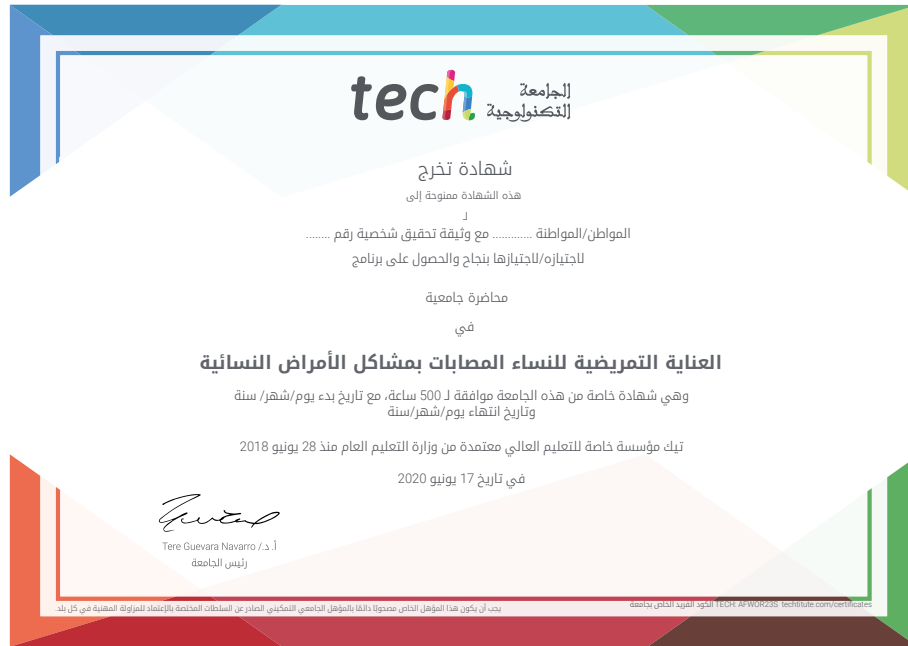 tech الجامعة
التكنولوجية
شهادة تخرج
هذه الشهادة ممنوحة إلى
لـ
المواطن/المواطنة ............. مع وثيقة تحقيق شخصية رقم ........
لاجتيازه/لاجتيازها بنجاح والحصول على برنامج
محاضرة جامعية
في
العناية التمريضية للنساء المصابات بمشاكل الأمراض النسائية
وهي شهادة خاصة من هذه الجامعة موافقة لـ 500 ساعة، مع تاريخ بدء يوم/شهر/ سنة
وتاريخ انتهاء يوم/شهر/سنة
تيك مؤسسة خاصة للتعليم العالي معتمدة من وزارة التعليم العام منذ 28 يونيو 2018
في تاريخ 17 يونيو 2020
أ. د./ Tere Guevara Navarro
رئيس الجامعة
يجب أن يكون هذا المؤهل الخاص مصحوبًا دائمًا بالمؤهل الجامعي التمكيني الصادر عن السلطات المختصة بالإعتماد للمزاولة المهنية في كل بلد.
الكود الفريد الخاص بجامعة TECH: AFWOR23S techtitute.com/certificates